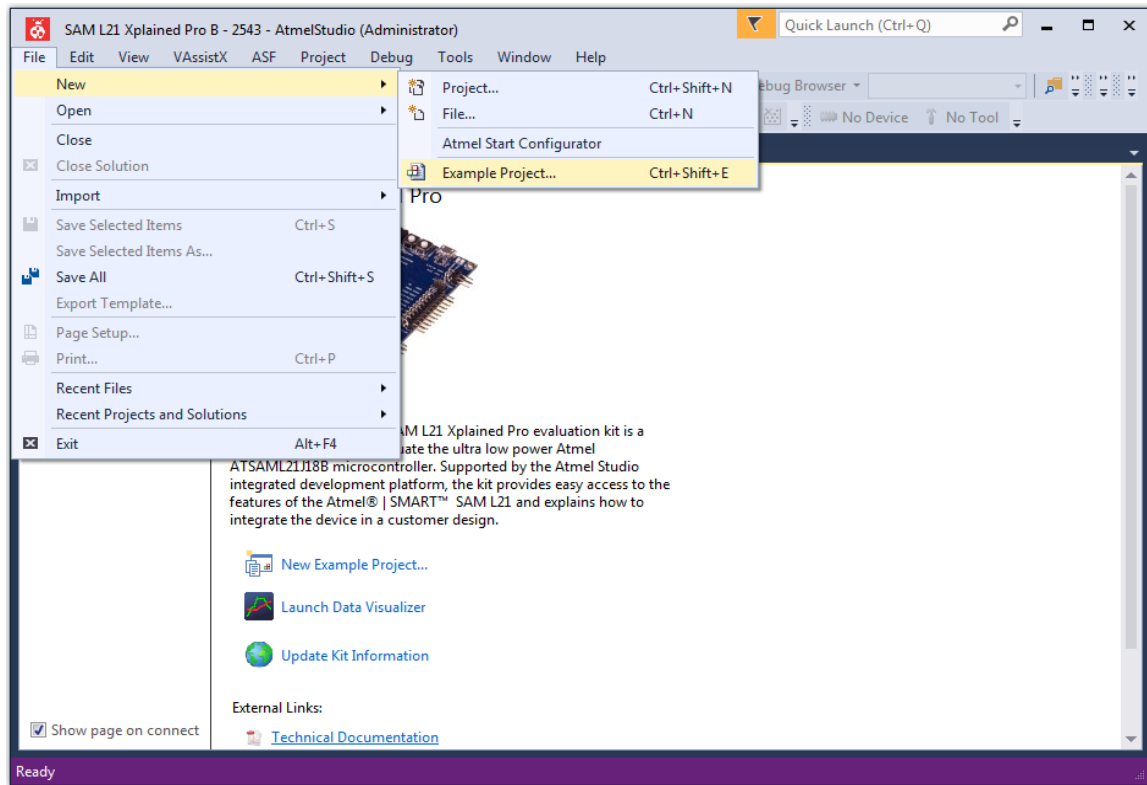 SAM L21 Xplained Pro B - 2543 - AtmelStudio (Administrator)
Quick Launch (Ctrl+Q)
File Edit View VAssistX ASF Project Debug Tools Window Help
New
Open
Close
Close Solution
Import
Save Selected Items Ctrl+S
Save Selected Items As...
Save All Ctrl+Shift+S
Export Template...
Page Setup...
Print... Ctrl+P
Recent Files
Recent Projects and Solutions
Exit Alt+F4
Project... Ctrl+Shift+N
File... Ctrl+N
Atmel Start Configurator
Example Project... Ctrl+Shift+E
Browser
No Device No Tool
Pro
L21 Xplained Pro evaluation kit is a
the ultra low power Atmel
ATSAML21J18B microcontroller. Supported by the Atmel Studio
integrated development platform, the kit provides easy access to the
features of the Atmel® | SMART™ SAM L21 and explains how to
integrate the device in a customer design.
New Example Project...
Launch Data Visualizer
Update Kit Information
External Links:
Technical Documentation
Show page on connect
Ready